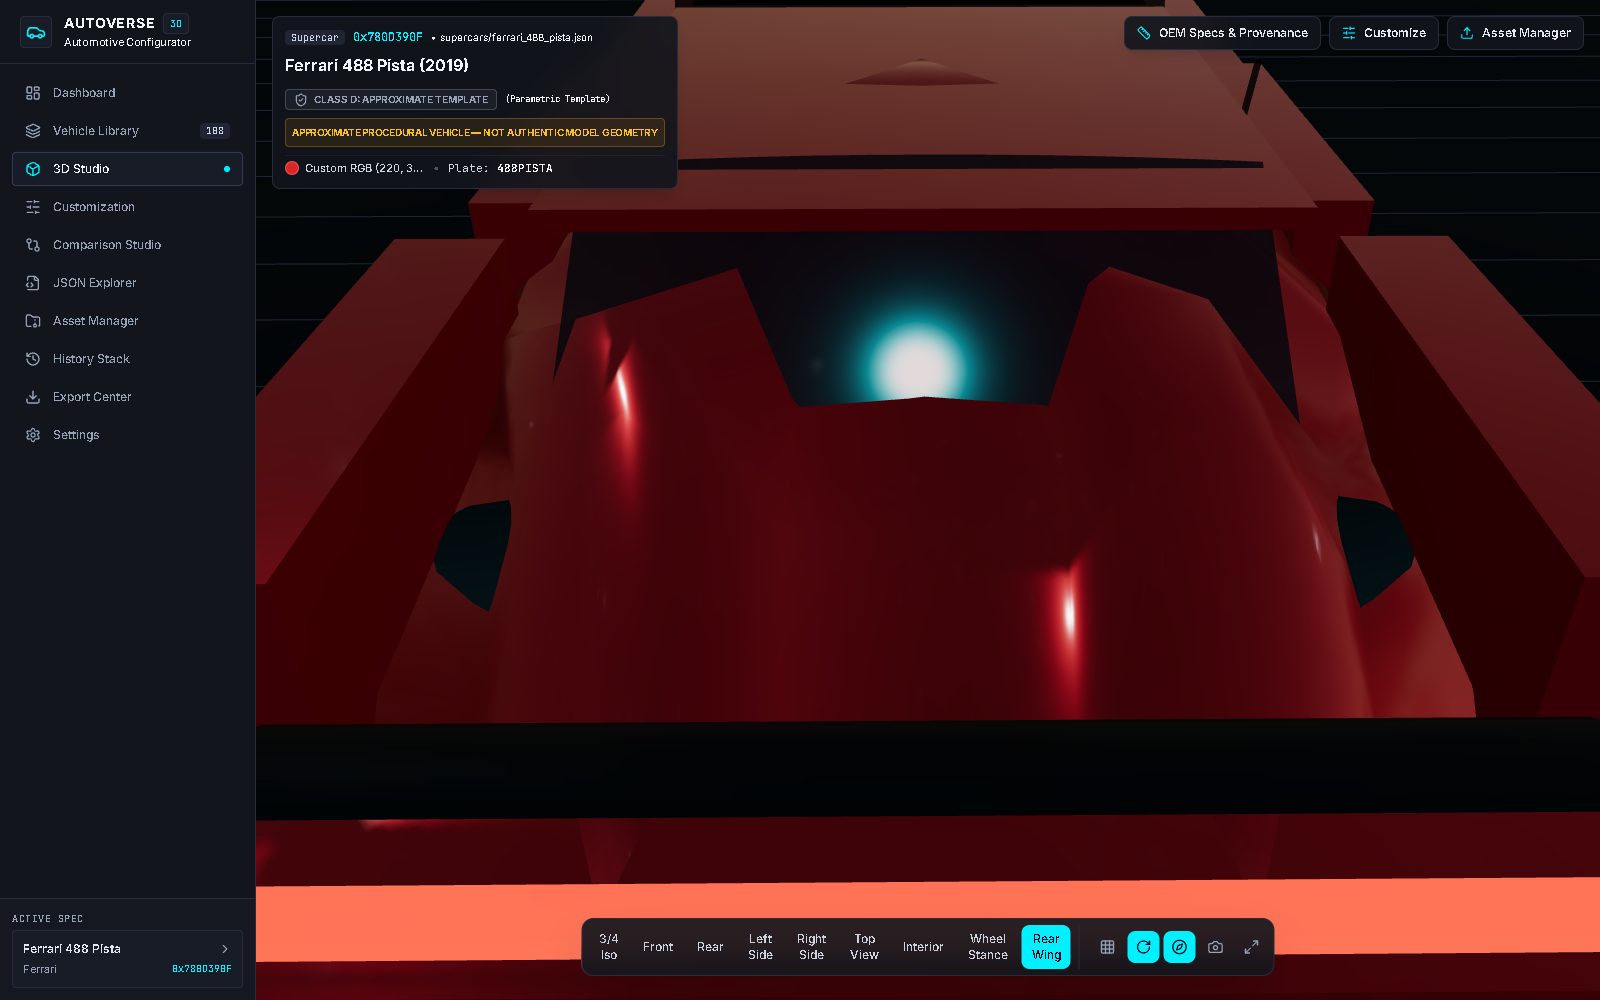 AUTOVERSE 3D
Automotive Configurator
Dashboard
Vehicle Library 188
3D Studio
Customization
Comparison Studio
JSON Explorer
Asset Manager
History Stack
Export Center
Settings
ACTIVE SPEC
Ferrari 488 Pista
Ferrari 0x780D390F
Supercar 0x780D390F • supercars/ferrari_488_pista.json
Ferrari 488 Pista (2019)
CLASS D: APPROXIMATE TEMPLATE (Parametric Template)
APPROXIMATE PROCEDURAL VEHICLE — NOT AUTHENTIC MODEL GEOMETRY
Custom RGB (220, 3... • Plate: 488PISTA
OEM Specs & Provenance
Customize
Asset Manager
3/4 Iso
Front
Rear
Left Side
Right Side
Top View
Interior
Wheel Stance
Rear Wing